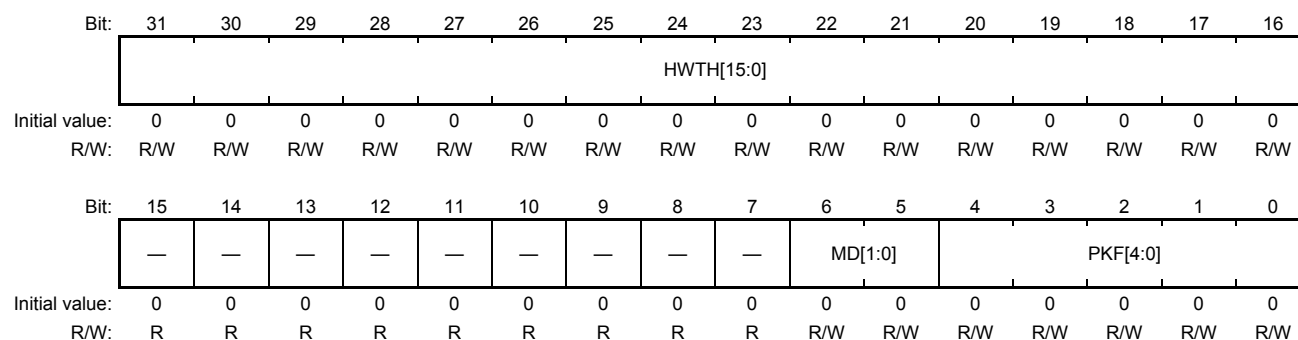 Bit: 31 30 29 28 27 26 25 24 23 22 21 20 19 18 17 16
HWTH[15:0]
Initial value: 0 0 0 0 0 0 0 0 0 0 0 0 0 0 0 0
R/W: R/W R/W R/W R/W R/W R/W R/W R/W R/W R/W R/W R/W R/W R/W R/W R/W
Bit: 15 14 13 12 11 10 9 8 7 6 5 4 3 2 1 0
— — — — — — — — — MD[1:0] PKF[4:0]
Initial value: 0 0 0 0 0 0 0 0 0 0 0 0 0 0 0 0
R/W: R R R R R R R R R R/W R/W R/W R/W R/W R/W R/W